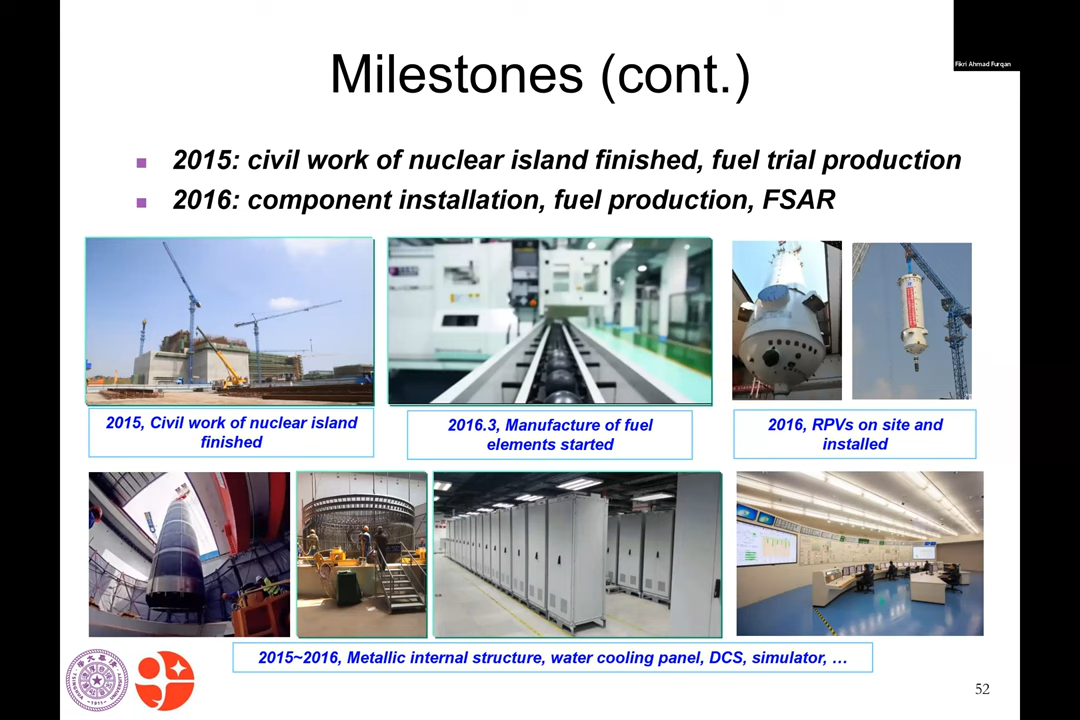 Milestones (cont.)
Fikri Ahmad Furqan
2015: civil work of nuclear island finished, fuel trial production
2016: component installation, fuel production, FSAR
2015, Civil work of nuclear island
finished
2016.3, Manufacture of fuel
elements started
2016, RPVs on site and
installed
2015~2016, Metallic internal structure, water cooling panel, DCS, simulator, …
52